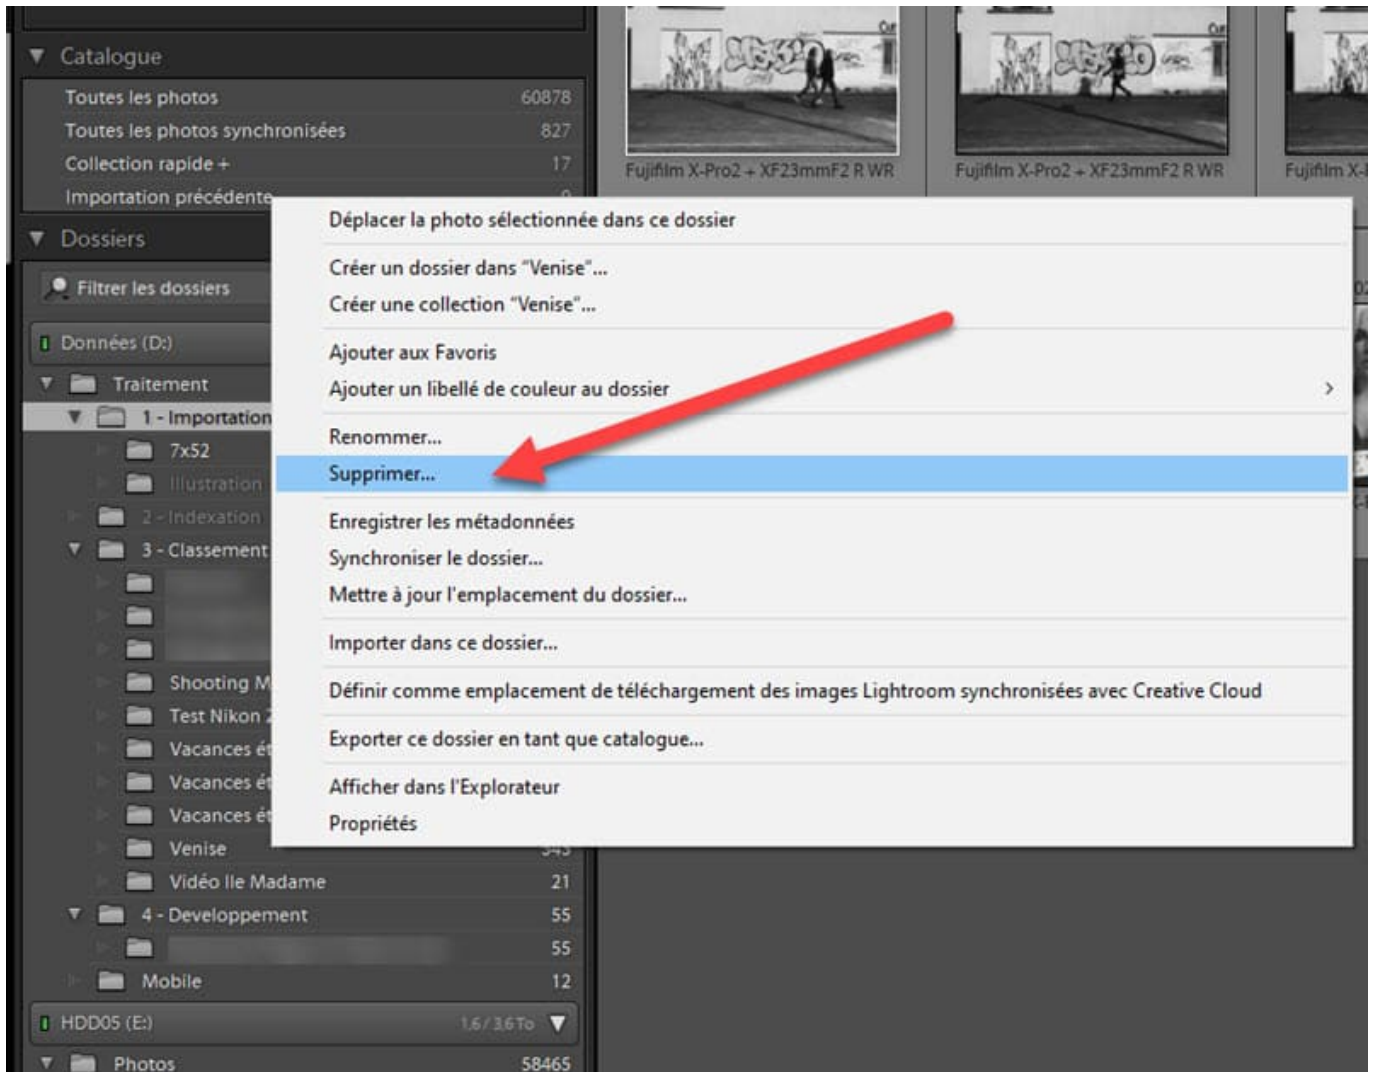 Catalogue
Toutes les photos 60878
Toutes les photos synchronisées 827
Collection rapide + 17
Importation précédente
Dossiers
Filtrer les dossiers
Données (D:)
Traitement
1 - Importation
7x52
Illustration
2 - Indexation
3 - Classement
Shooting M
Test Nikon
Vacances ét
Vacances ét
Vacances ét
Venise
Vidéo Ile Madame 21
4 - Developpement 55
55
Mobile 12
HDD05 (E:) 1,6 / 3,6 To
Photos 58465
Fujifilm X-Pro2 + XF23mmF2 R WR
Fujifilm X-Pro2 + XF23mmF2 R WR
Fujifilm X-
Déplacer la photo sélectionnée dans ce dossier
Créer un dossier dans "Venise"...
Créer une collection "Venise"...
Ajouter aux Favoris
Ajouter un libellé de couleur au dossier
Renommer...
Supprimer...
Enregistrer les métadonnées
Synchroniser le dossier...
Mettre à jour l'emplacement du dossier...
Importer dans ce dossier...
Définir comme emplacement de téléchargement des images Lightroom synchronisées avec Creative Cloud
Exporter ce dossier en tant que catalogue...
Afficher dans l'Explorateur
Propriétés